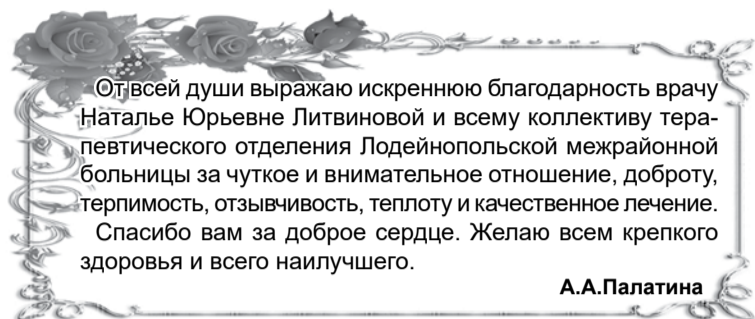 От всей души выражаю искреннюю благодарность врачу
Наталье Юрьевне Литвиновой и всему коллективу тера-
певтического отделения Лодейнопольской межрайонной
больницы за чуткое и внимательное отношение, доброту,
терпимость, отзывчивость, теплоту и качественное лечение.
Спасибо вам за доброе сердце. Желаю всем крепкого
здоровья и всего наилучшего.
А.А.Палатина